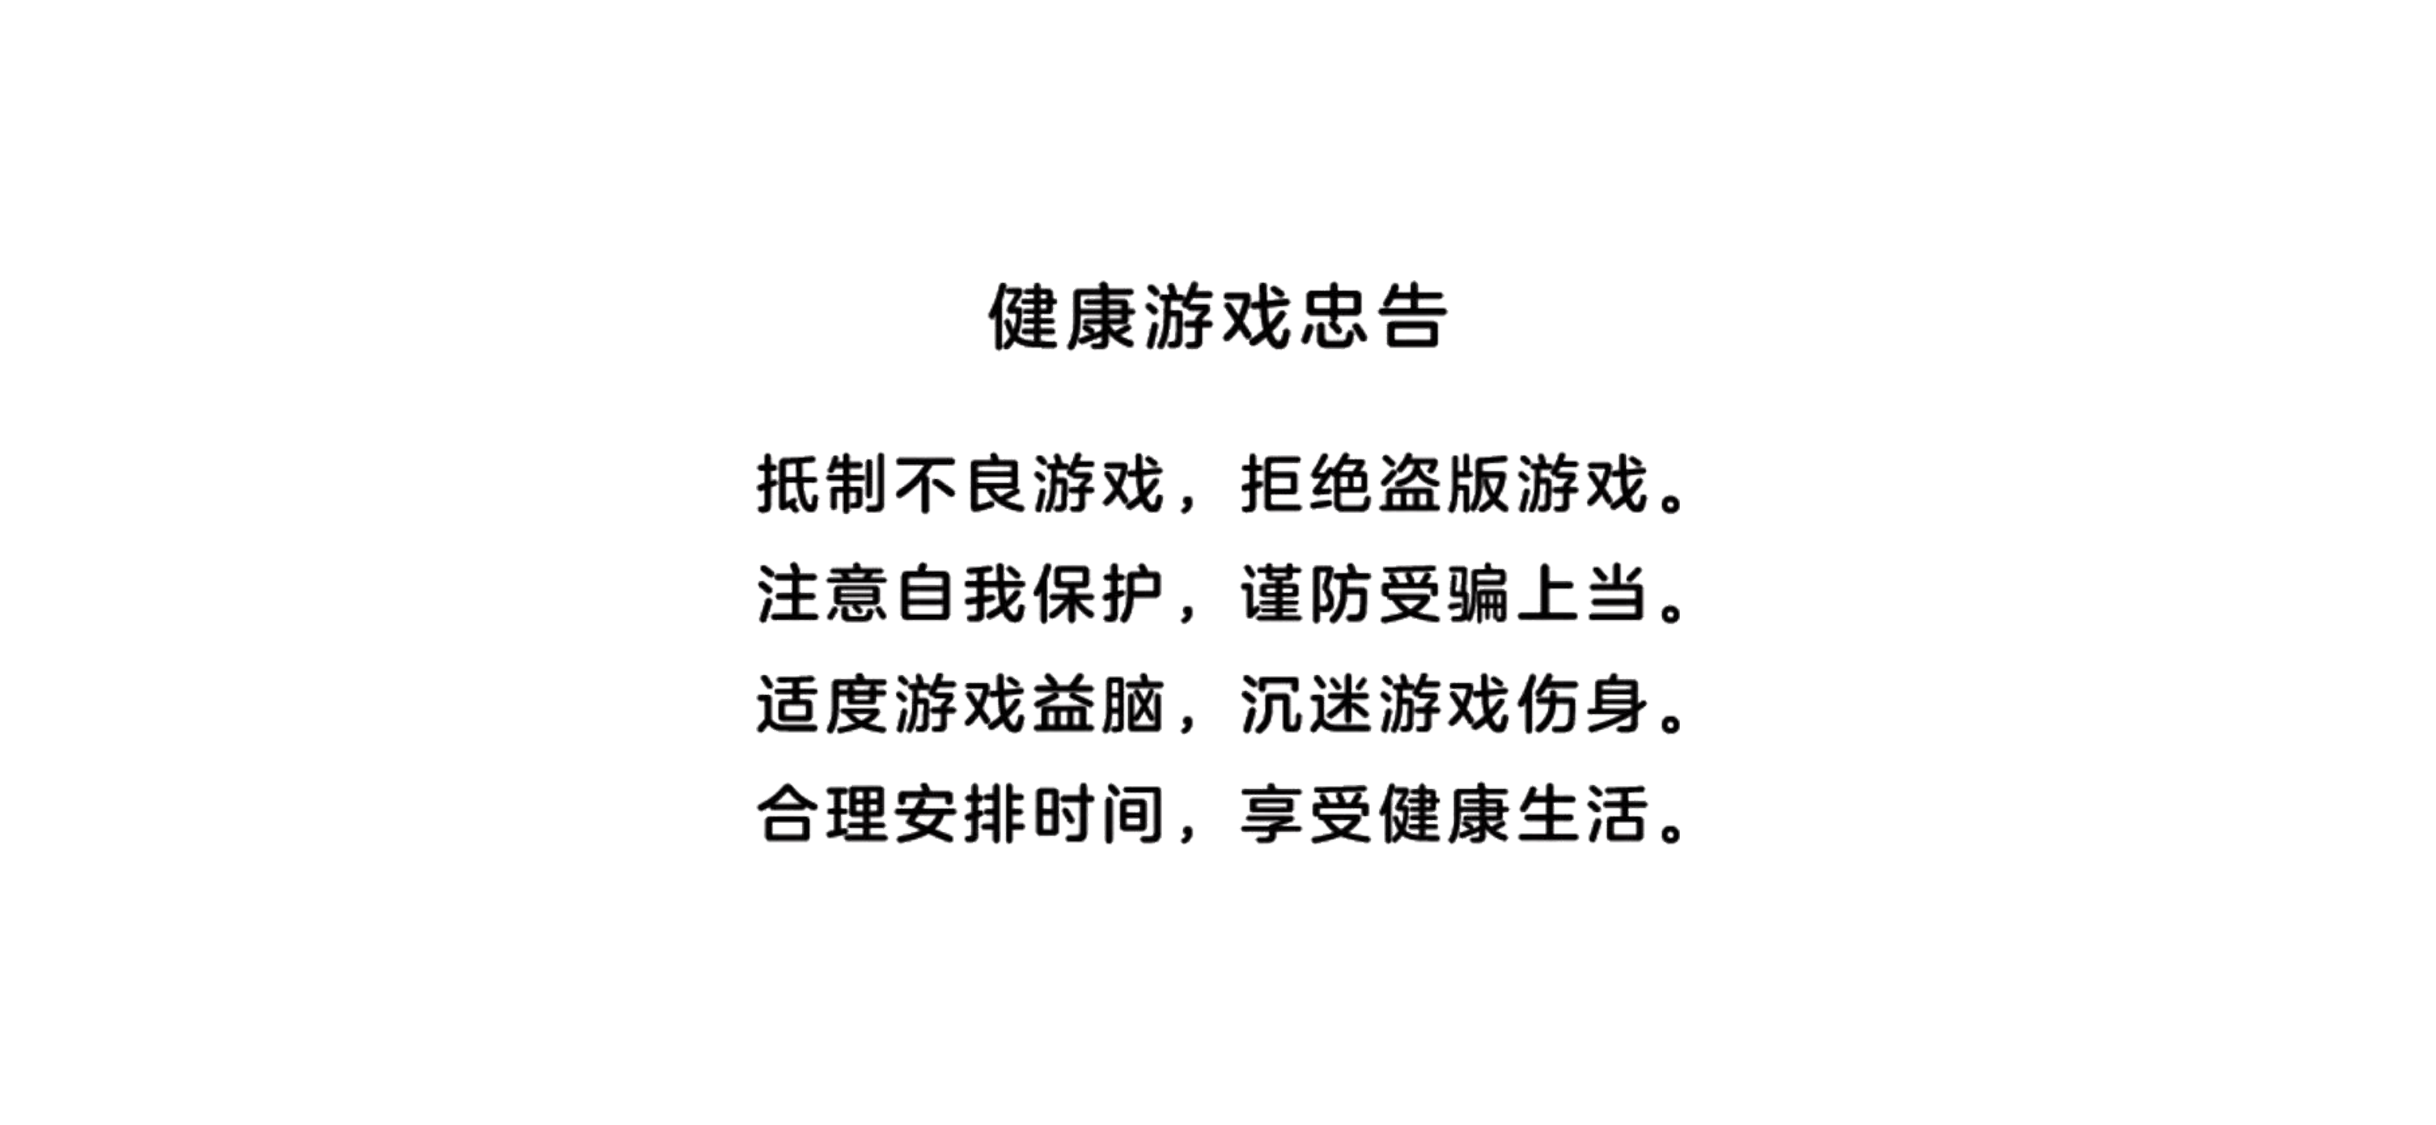 健康游戏忠告
抵制不良游戏，拒绝盗版游戏。
注意自我保护，谨防受骗上当。
适度游戏益脑，沉迷游戏伤身。
合理安排时间，享受健康生活。